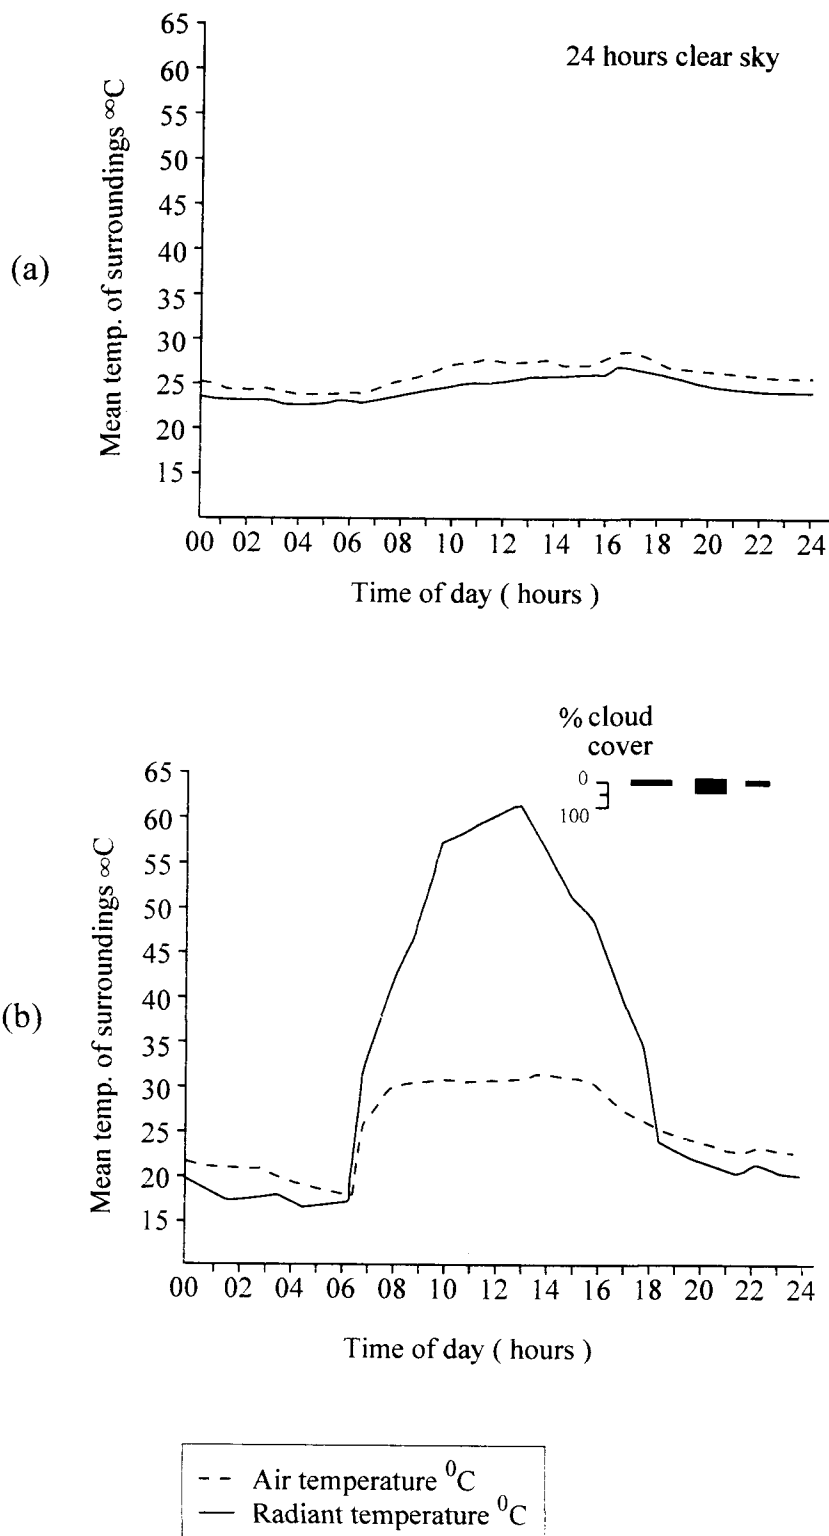 24 hours clear sky
Mean temp. of surroundings ∞C
65
60
55
50
45
40
35
30
25
20
15
(a)
00 02 04 06 08 10 12 14 16 18 20 22 24
Time of day ( hours )
% cloud
cover
0
100
Mean temp. of surroundings ∞C
65
60
55
50
45
40
35
30
25
20
15
(b)
00 02 04 06 08 10 12 14 16 18 20 22 24
Time of day ( hours )
Air temperature ⁰C
Radiant temperature ⁰C